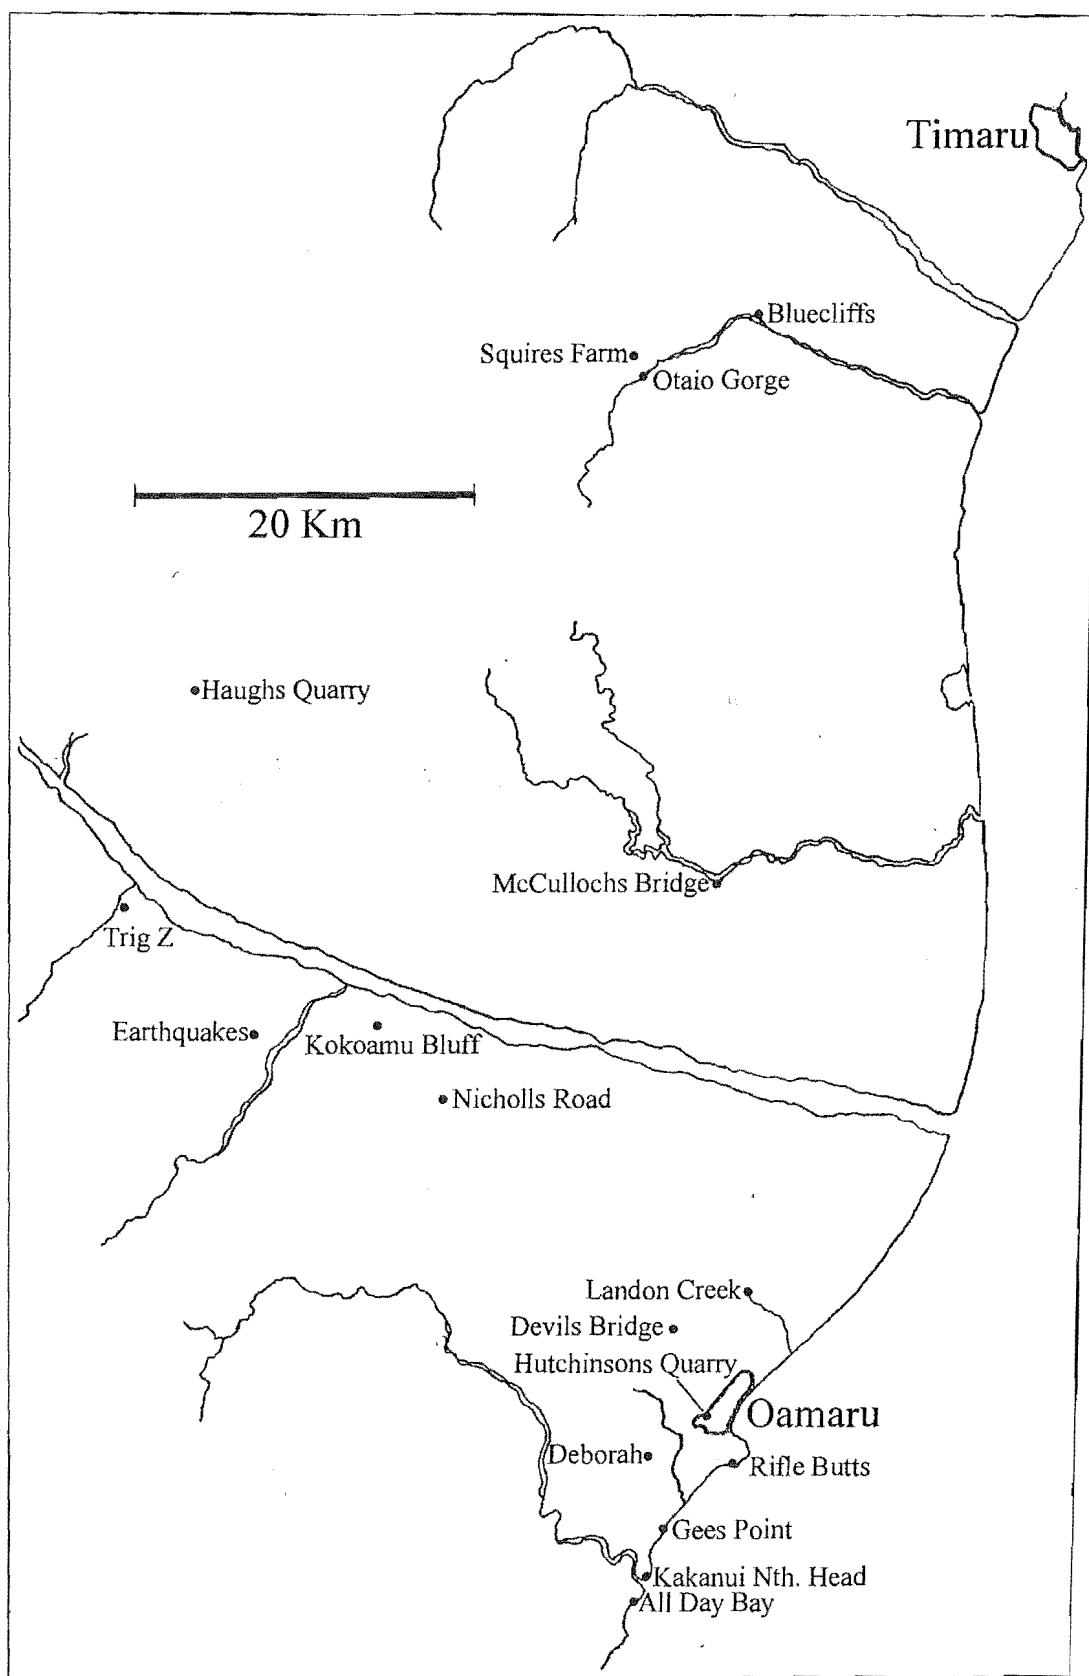 Timaru
Bluecliffs
Squires Farm
Otaio Gorge
20 Km
Haughs Quarry
McCullochs Bridge
Trig Z
Earthquakes
Kokoamu Bluff
Nicholls Road
Landon Creek
Devils Bridge
Hutchinsons Quarry
Oamaru
Deborah
Rifle Butts
Gees Point
Kakanui Nth. Head
All Day Bay